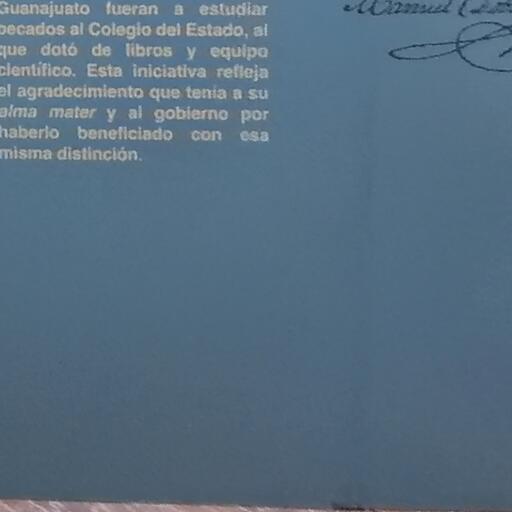 Guanajuato fueran a estudiar
becados al Colegio del Estado, al
que dotó de libros y equipo
científico. Esta iniciativa refleja
el agradecimiento que tenía a su
alma mater y al gobierno por
haberlo beneficiado con esa
misma distinción.
Manuel